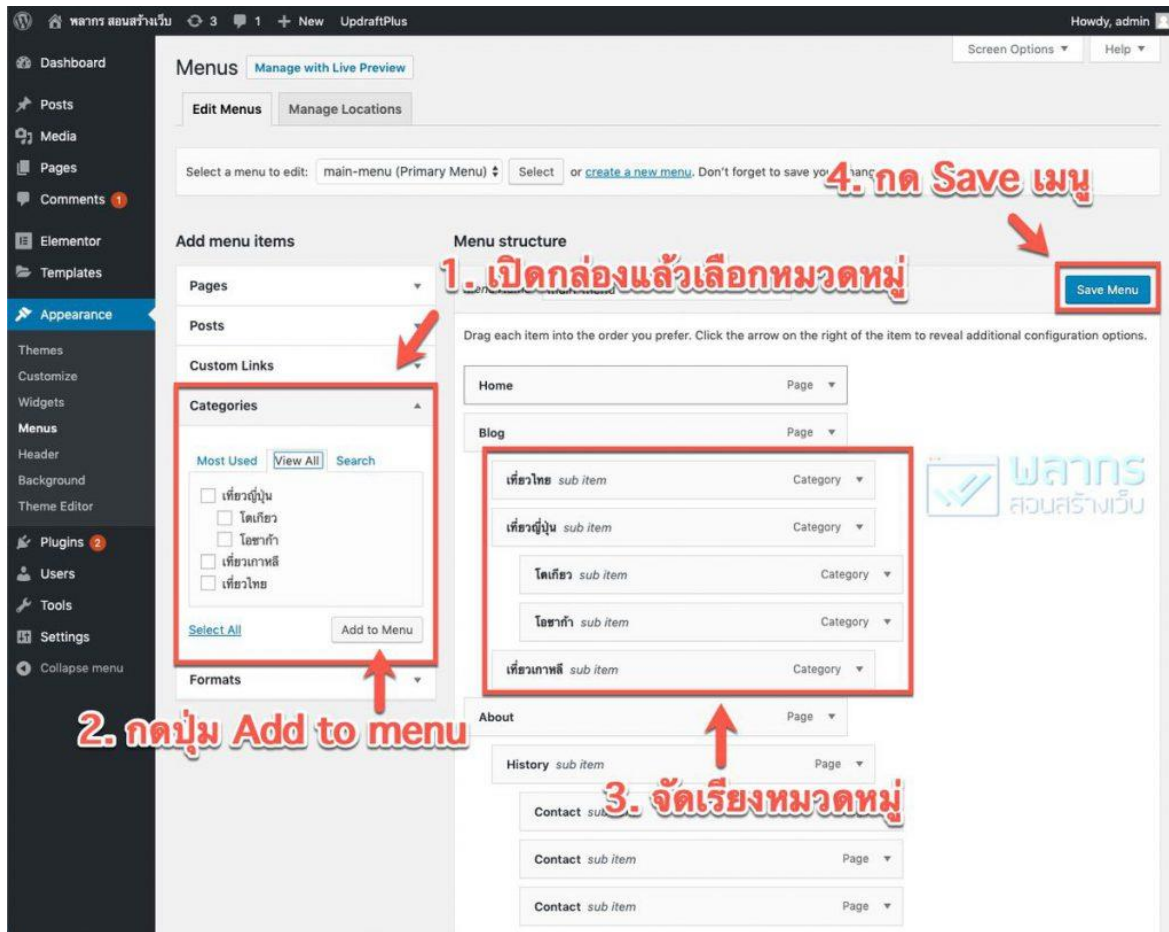 พลากร สอนสร้างเว็บ 3 1 + New UpdraftPlus Howdy, admin
Screen Options Help
Dashboard
Posts
Media
Pages
Comments 1
Elementor
Templates
Appearance
Themes
Customize
Widgets
Menus
Header
Background
Theme Editor
Plugins 2
Users
Tools
Settings
Collapse menu
Menus Manage with Live Preview
Edit Menus Manage Locations
Select a menu to edit: main-menu (Primary Menu) Select or create a new menu. Don't forget to save
4. กด Save เมนู
Add menu items
Menu structure
1. เปิดกล่องแล้วเลือกหมวดหมู่
Save Menu
Pages
Posts
Custom Links
Categories
Most Used View All Search
เที่ยวญี่ปุ่น
โตเกียว
โอซาก้า
เที่ยวเกาหลี
เที่ยวไทย
Select All Add to Menu
Formats
2. กดปุ่ม Add to menu
Drag each item into the order you prefer. Click the arrow on the right of the item to reveal additional configuration options.
Home Page
Blog Page
เที่ยวไทย sub item Category
เที่ยวญี่ปุ่น sub item Category
โตเกียว sub item Category
โอซาก้า sub item Category
เที่ยวเกาหลี sub item Category
About Page
History sub item Page
3. จัดเรียงหมวดหมู่
Contact
Contact sub item Page
Contact sub item Page
พลากร
สอนสร้างเว็บ